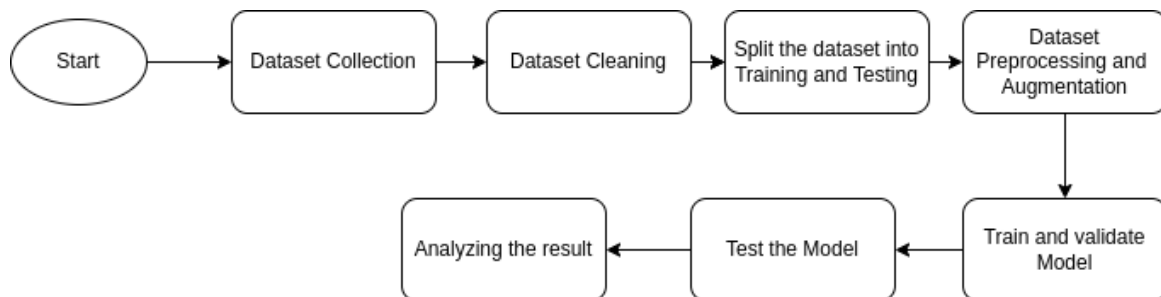 Start
Dataset Collection
Dataset Cleaning
Split the dataset into
Training and Testing
Dataset
Preprocessing and
Augmentation
Train and validate
Model
Test the Model
Analyzing the result